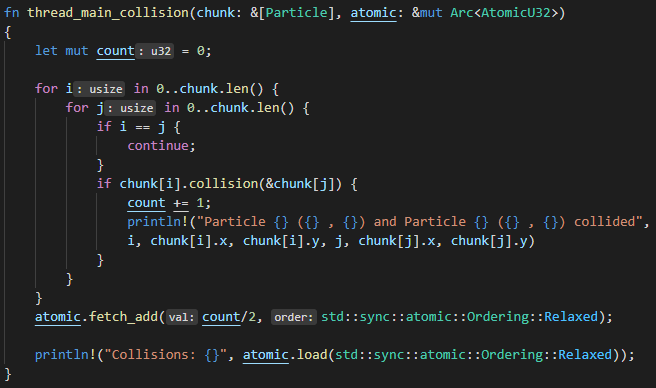 fn thread_main_collision(chunk: &[Particle], atomic: &mut Arc<AtomicU32>)
{
    let mut count: u32 = 0;
    for i: usize in 0..chunk.len() {
        for j: usize in 0..chunk.len() {
            if i == j {
                continue;
            }
            if chunk[i].collision(&chunk[j]) {
                count += 1;
                println!("Particle {} ({} , {}) and Particle {} ({} , {}) collided",
                i, chunk[i].x, chunk[i].y, j, chunk[j].x, chunk[j].y)
            }
        }
    }
    atomic.fetch_add(val: count/2, order: std::sync::atomic::Ordering::Relaxed);
    println!("Collisions: {}", atomic.load(std::sync::atomic::Ordering::Relaxed));
}